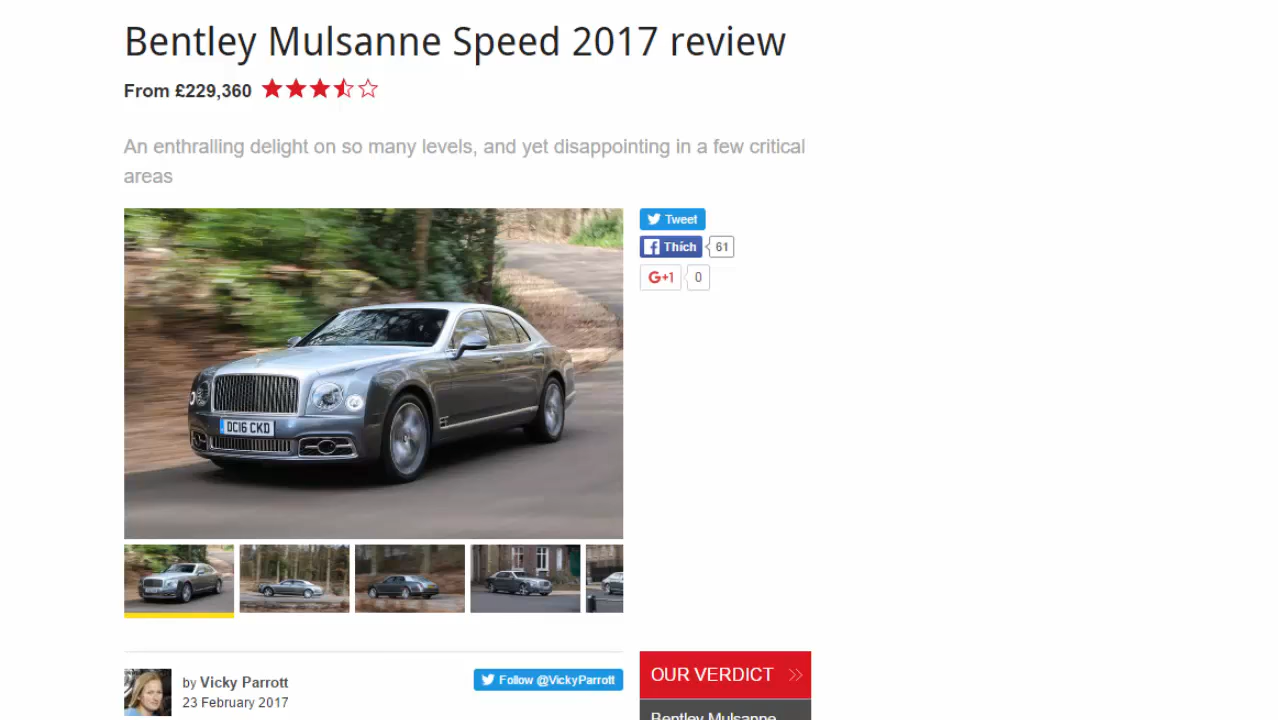 Bentley Mulsanne Speed 2017 review
From £229,360
An enthralling delight on so many levels, and yet disappointing in a few critical
areas
Tweet
Thích 61
G+1 0
DC16 CKD
by Vicky Parrott
23 February 2017
Follow @VickyParrott
OUR VERDICT
Bentley Mulsanne